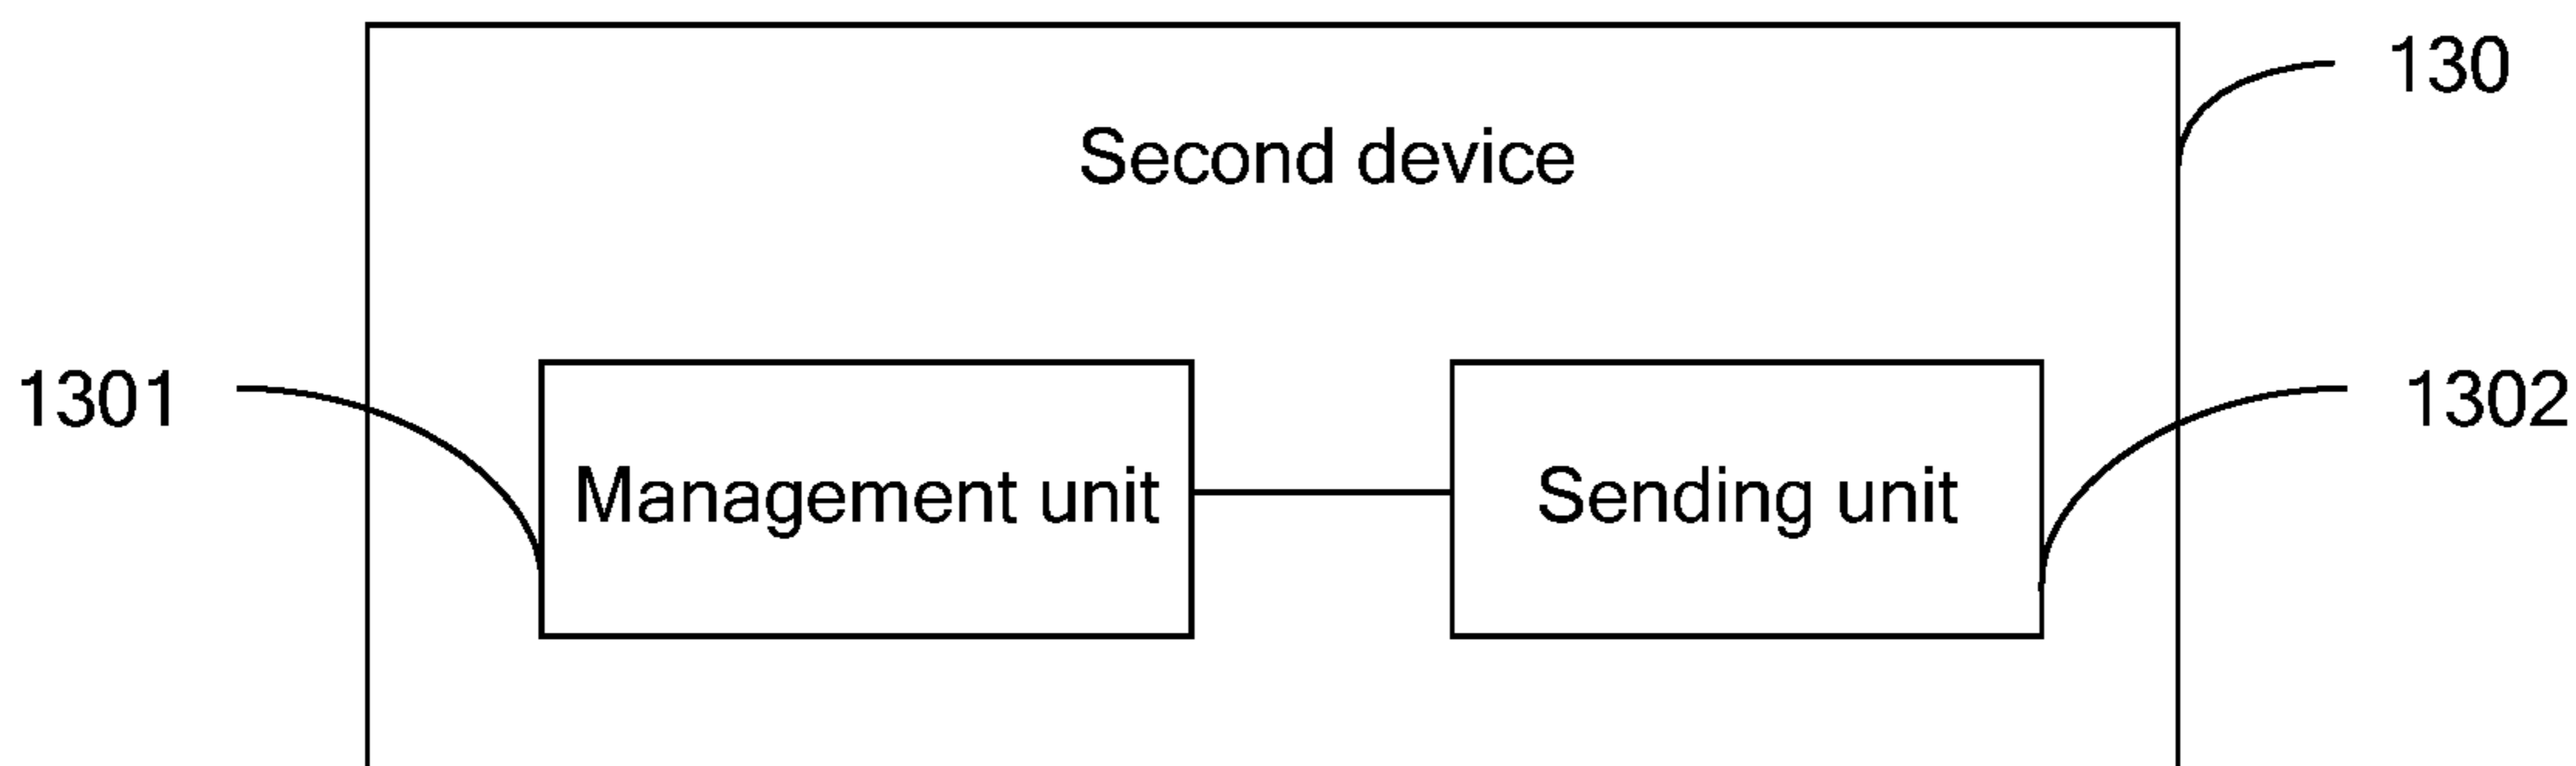 130
Second device
1301
Management unit
Sending unit
1302